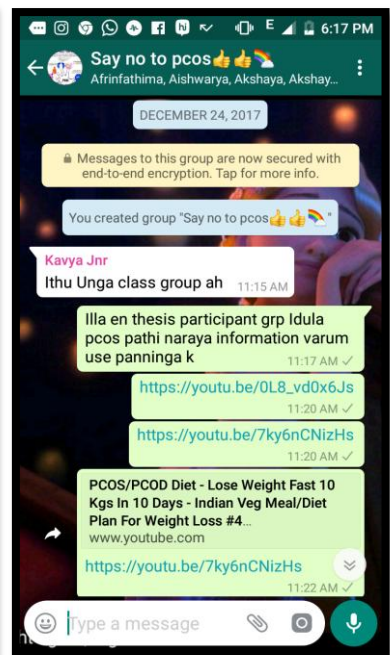 E 6:17 PM
Say no to pcos👍👍🌈
Afrinfathima, Aishwarya, Akshaya, Akshay...
DECEMBER 24, 2017
Messages to this group are now secured with
end-to-end encryption. Tap for more info.
You created group "Say no to pcos👍👍🌈"
Kavya Jnr
Ithu Unga class group ah 11:15 AM
Illa en thesis participant grp Idula
pcos pathi naraya information varum
use panninga k
11:17 AM
https://youtu.be/0L8_vd0x6Js
11:20 AM
https://youtu.be/7ky6nCNizHs
11:20 AM
PCOS/PCOD Diet - Lose Weight Fast 10
Kgs In 10 Days - Indian Veg Meal/Diet
Plan For Weight Loss #4...
www.youtube.com
https://youtu.be/7ky6nCNizHs
11:22 AM
Type a message